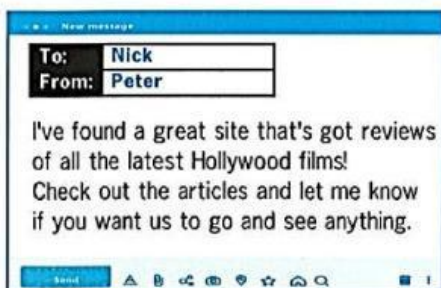 New message
To: Nick
From: Peter
I've found a great site that's got reviews
of all the latest Hollywood films!
Check out the articles and let me know
if you want us to go and see anything.
Send